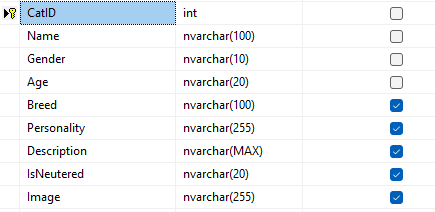 CatID int
Name nvarchar(100)
Gender nvarchar(10)
Age nvarchar(20)
Breed nvarchar(100)
Personality nvarchar(255)
Description nvarchar(MAX)
IsNeutered nvarchar(20)
Image nvarchar(255)